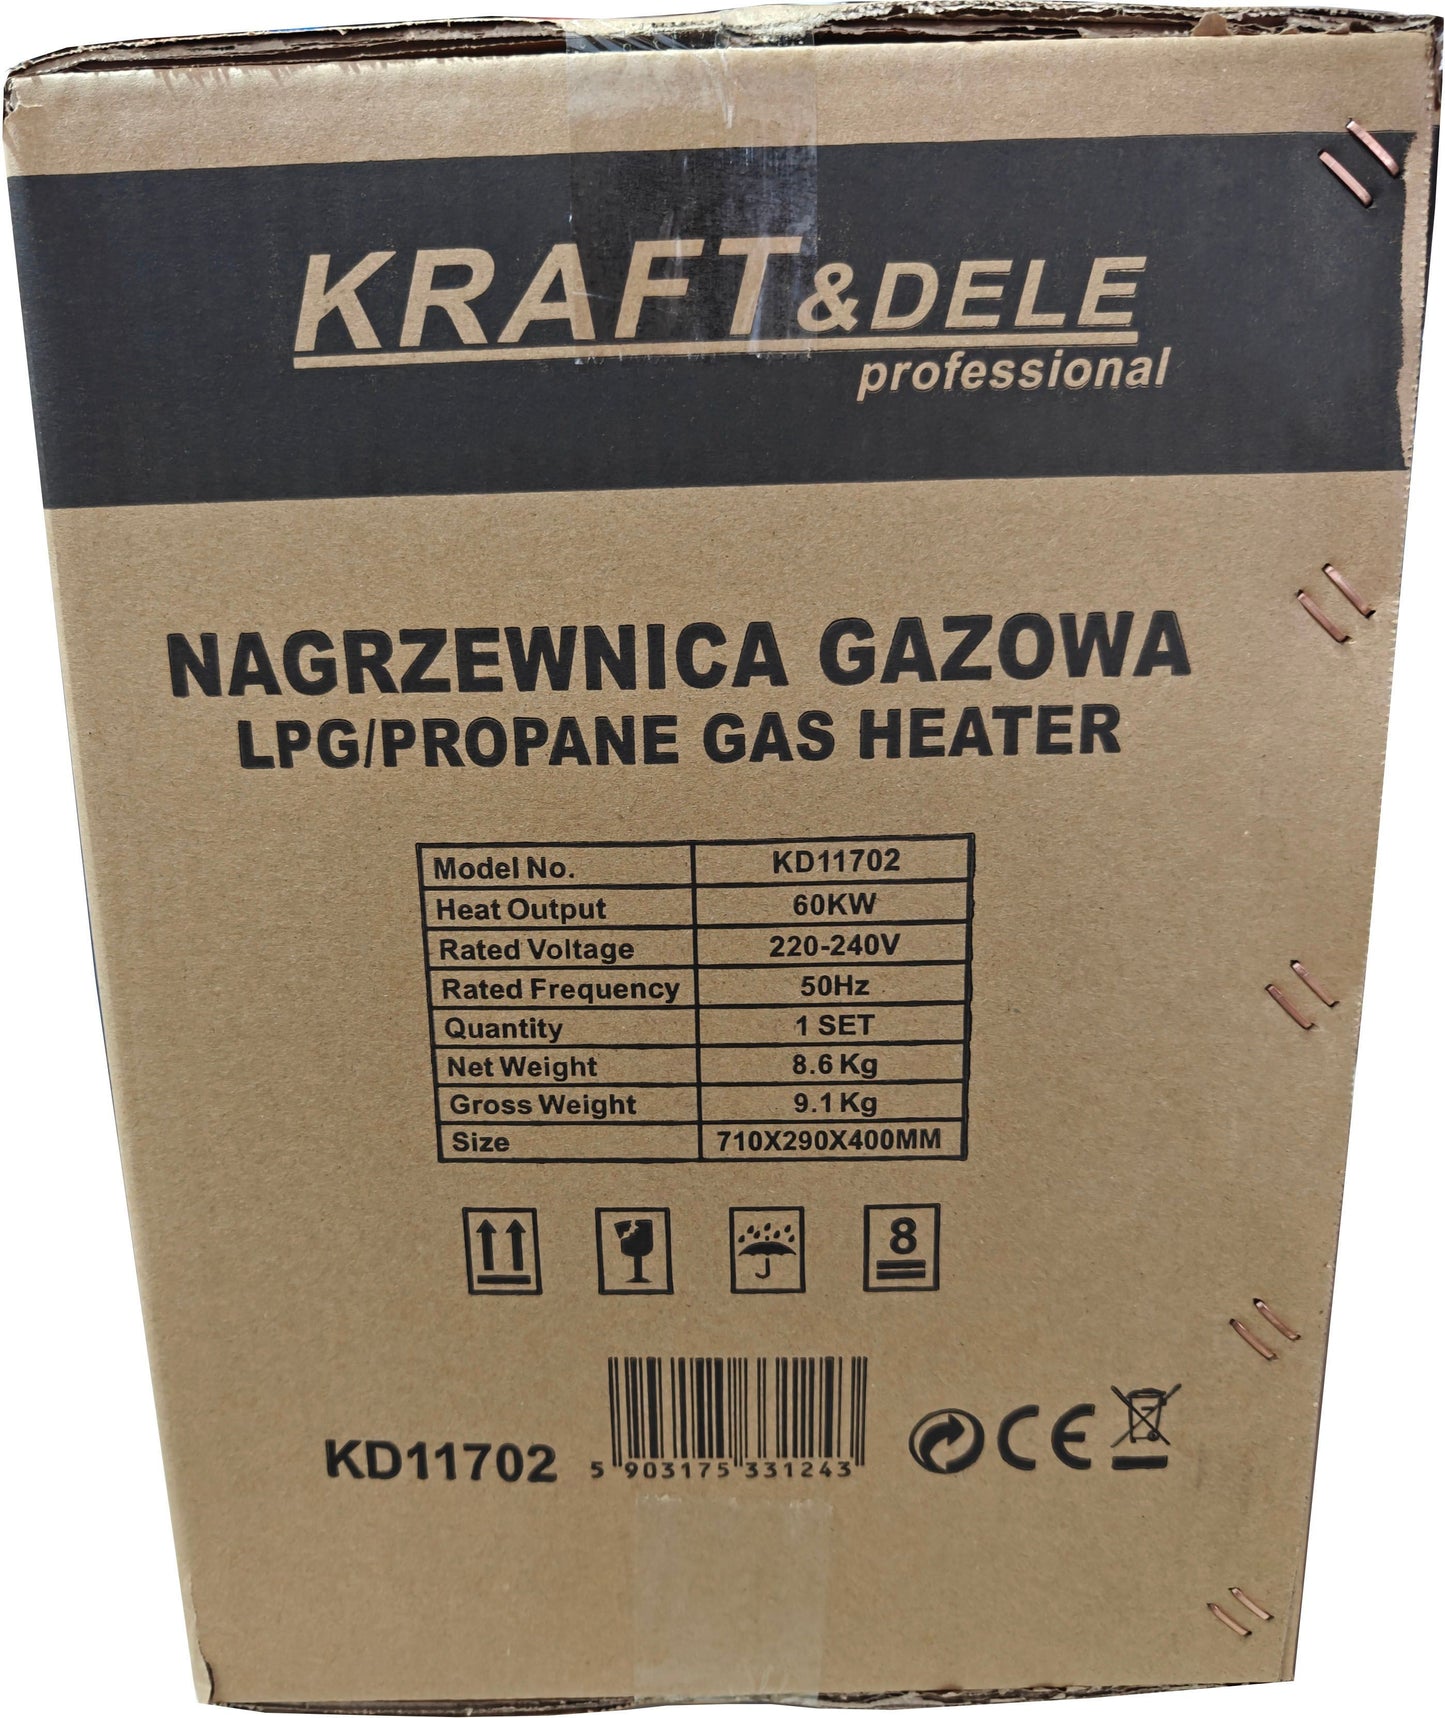 KRAFT&DELE
professional
NAGRZEWNICA GAZOWA
LPG/PROPANE GAS HEATER
Model No. KD11702
Heat Output 60KW
Rated Voltage 220-240V
Rated Frequency 50Hz
Quantity 1 SET
Net Weight 8.6 Kg
Gross Weight 9.1 Kg
Size 710X290X400MM
8
KD11702
5 903175 331243
CE